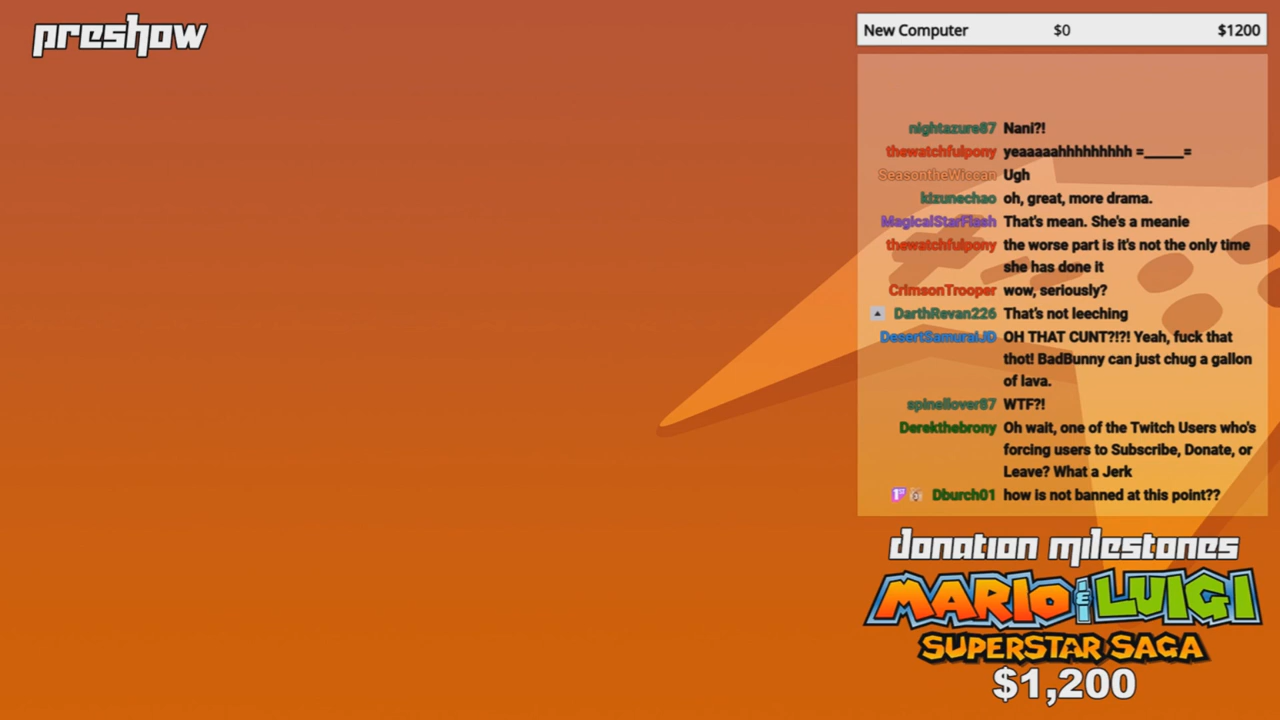 preshow
New Computer $0 $1200
nightazure87 Nani?!
thewatchfulpony yeaaaaahhhhhhhhh =_____=
SeasontheWiccan Ugh
kizunechao oh, great, more drama.
MagicalStarFlash That's mean. She's a meanie
thewatchfulpony the worse part is it's not the only time
she has done it
CrimsonTrooper wow, seriously?
DarthRevan226 That's not leeching
DesertSamuraiJD OH THAT CUNT?!?! Yeah, fuck that
thot! BadBunny can just chug a gallon
of lava.
spinellover87 WTF?!
Derekthebrony Oh wait, one of the Twitch Users who's
forcing users to Subscribe, Donate, or
Leave? What a Jerk
Dburch01 how is not banned at this point??
donation milestones
MARIO & LUIGI
SUPERSTAR SAGA
$1,200